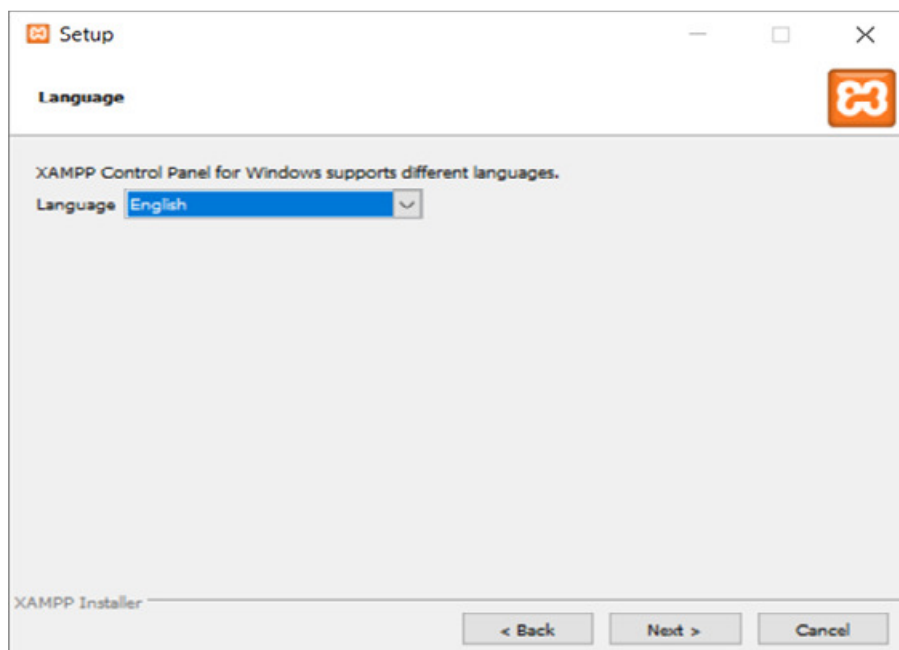 Setup
Language
XAMPP Control Panel for Windows supports different languages.
Language English
XAMPP Installer
< Back Next > Cancel